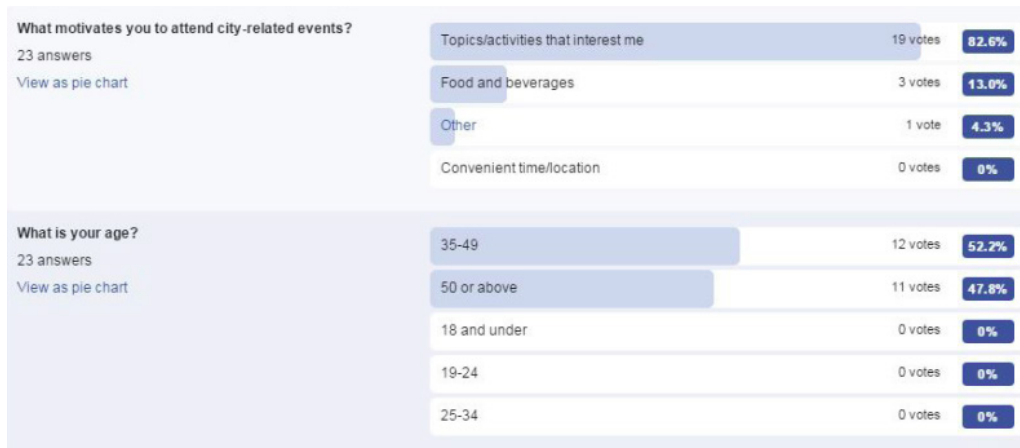 What motivates you to attend city-related events?
23 answers
View as pie chart
Topics/activities that interest me 19 votes 82.6%
Food and beverages 3 votes 13.0%
Other 1 vote 4.3%
Convenient time/location 0 votes 0%
What is your age?
23 answers
View as pie chart
35-49 12 votes 52.2%
50 or above 11 votes 47.8%
18 and under 0 votes 0%
19-24 0 votes 0%
25-34 0 votes 0%